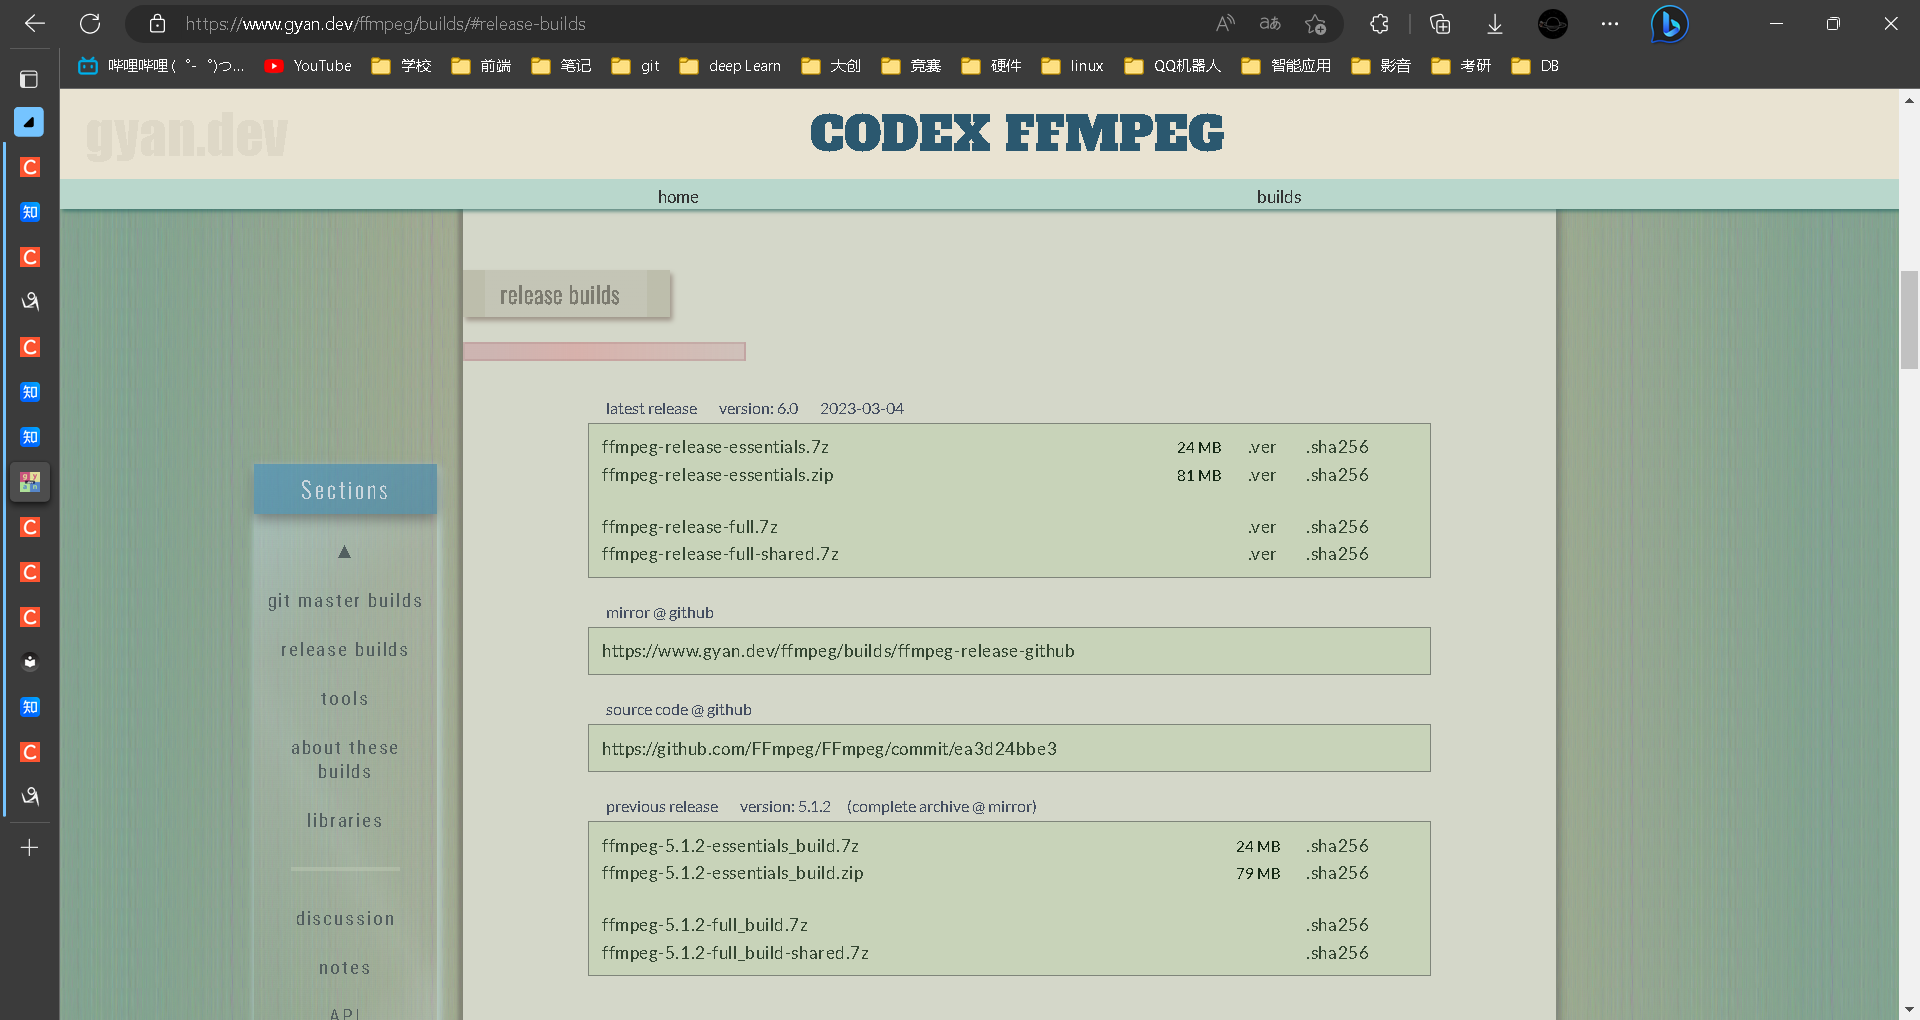 https://www.gyan.dev/ffmpeg/builds/#release-builds
哔哩哔哩 (゜-゜)つ... YouTube 学校 前端 笔记 git deep Learn 大创 竞赛 硬件 linux QQ机器人 智能应用 影音 考研 DB
gyan.dev
CODEX FFMPEG
home builds
release builds
latest release version: 6.0 2023-03-04
ffmpeg-release-essentials.7z 24 MB .ver .sha256
ffmpeg-release-essentials.zip 81 MB .ver .sha256
ffmpeg-release-full.7z .ver .sha256
ffmpeg-release-full-shared.7z .ver .sha256
mirror @ github
https://www.gyan.dev/ffmpeg/builds/ffmpeg-release-github
source code @ github
https://github.com/FFmpeg/FFmpeg/commit/ea3d24bbe3
previous release version: 5.1.2 (complete archive @ mirror)
ffmpeg-5.1.2-essentials_build.7z 24 MB .sha256
ffmpeg-5.1.2-essentials_build.zip 79 MB .sha256
ffmpeg-5.1.2-full_build.7z .sha256
ffmpeg-5.1.2-full_build-shared.7z .sha256
Sections
▲
git master builds
release builds
tools
about these
builds
libraries
discussion
notes
API
C
知
C
C
知
知
C
C
C
知
C